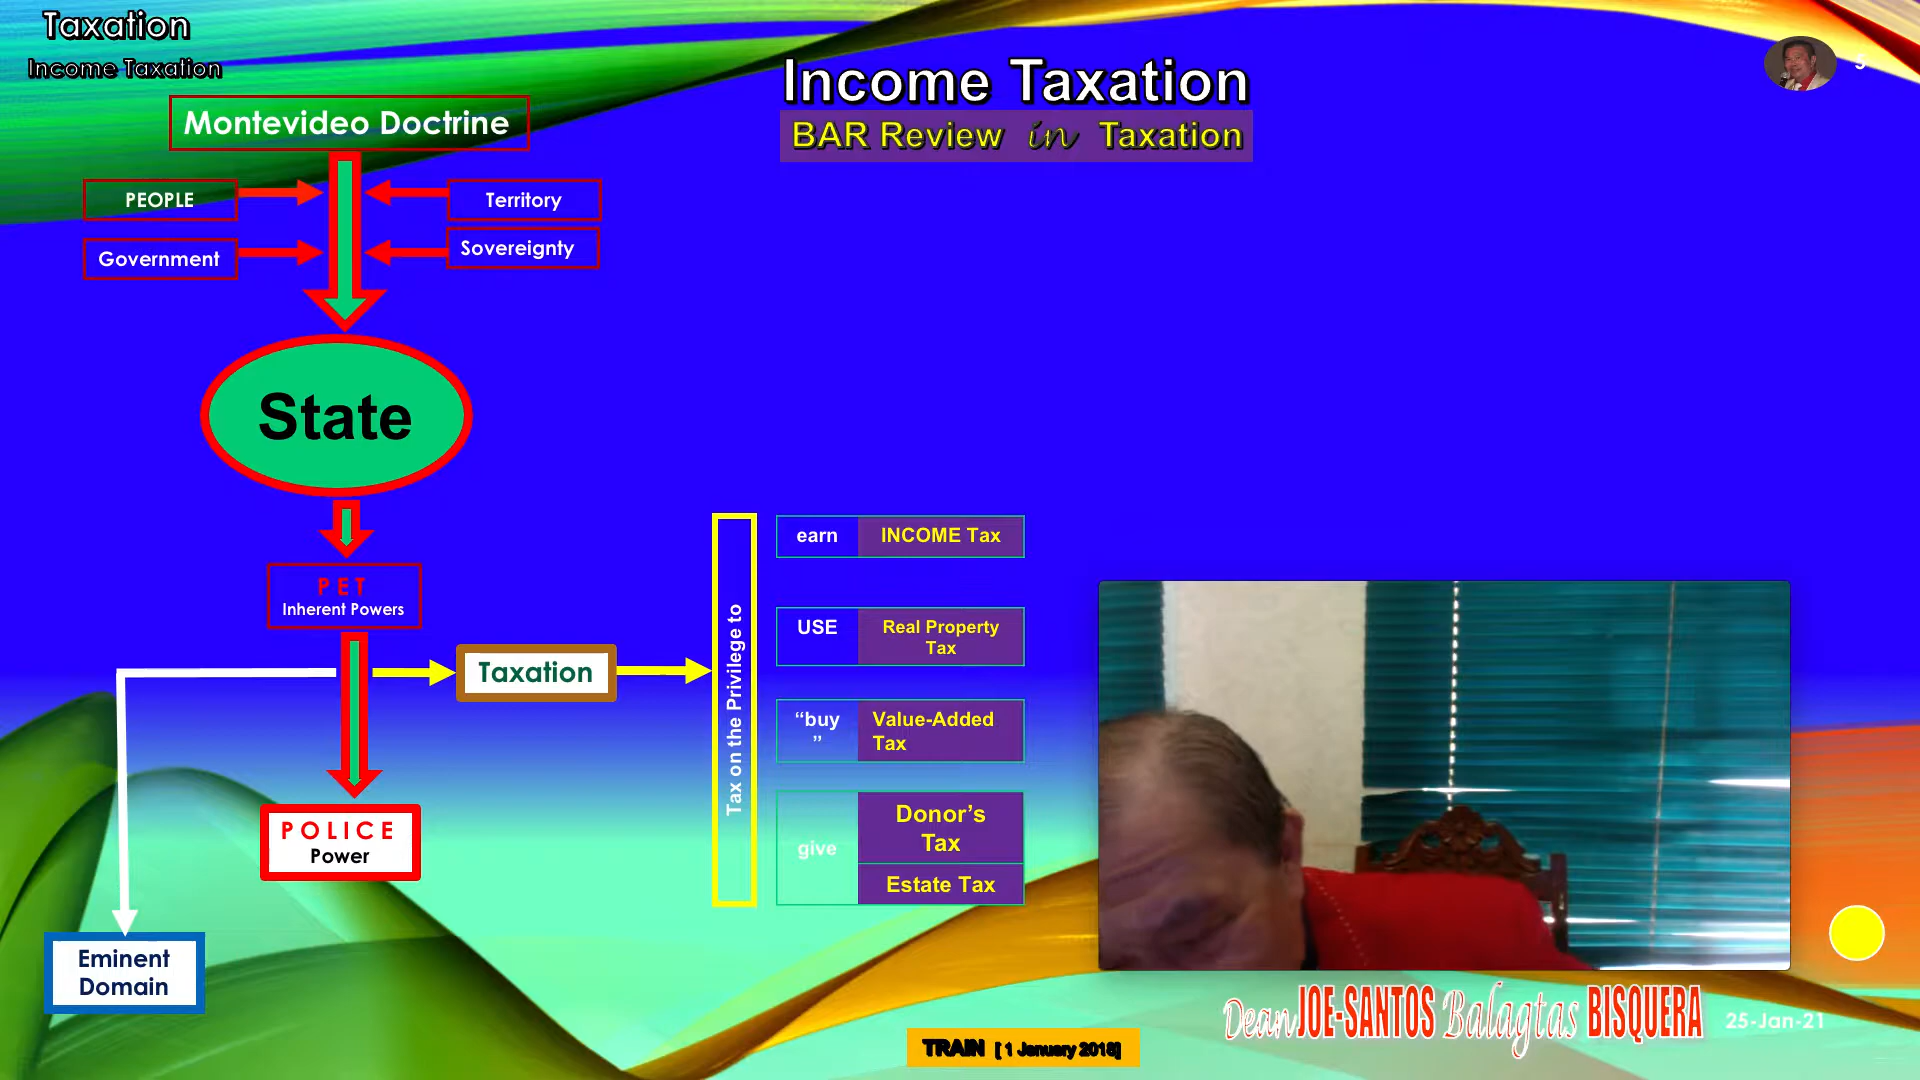 Taxation
Income Taxation
Income Taxation
BAR Review in Taxation
Montevideo Doctrine
PEOPLE
Territory
Government
Sovereignty
State
P E T
Inherent Powers
Taxation
P O L I C E
Power
Eminent
Domain
Tax on the Privilege to
earn
INCOME Tax
USE
Real Property
Tax
“buy
”
Value-Added
Tax
give
Donor’s
Tax
Estate Tax
Dean JOE-SANTOS Balagtas BISQUERA
25-Jan-21
TRAIN [ 1 January 2018]